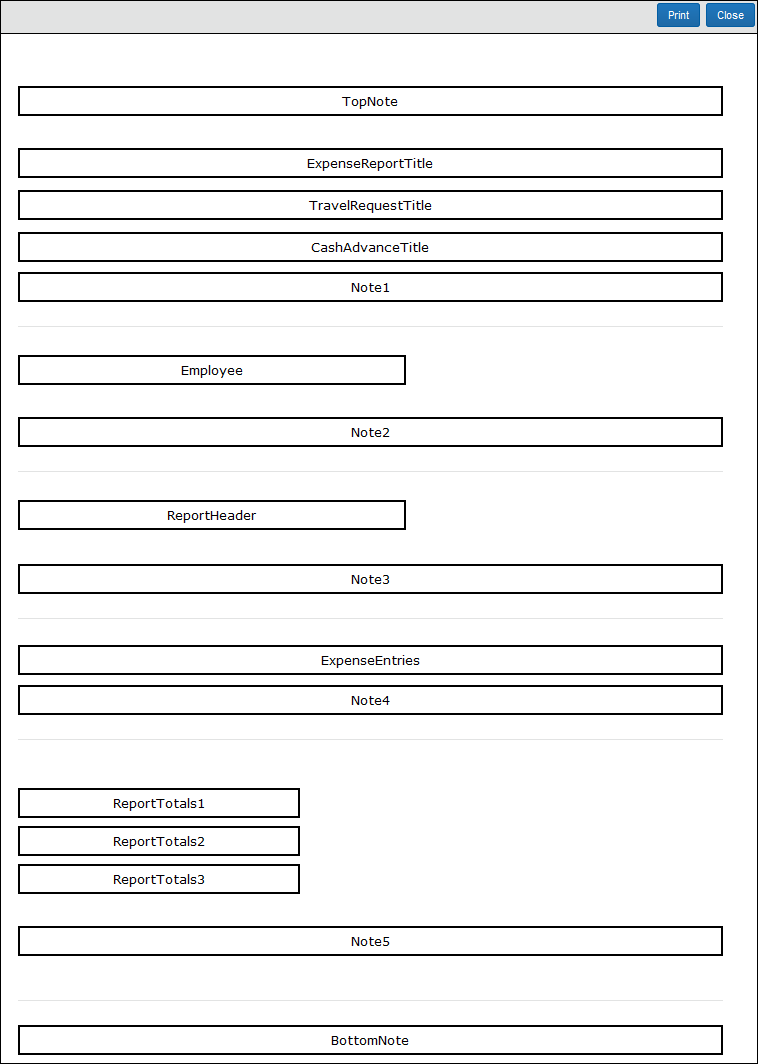 Print Close
TopNote
ExpenseReportTitle
TravelRequestTitle
CashAdvanceTitle
Note1
Employee
Note2
ReportHeader
Note3
ExpenseEntries
Note4
ReportTotals1
ReportTotals2
ReportTotals3
Note5
BottomNote